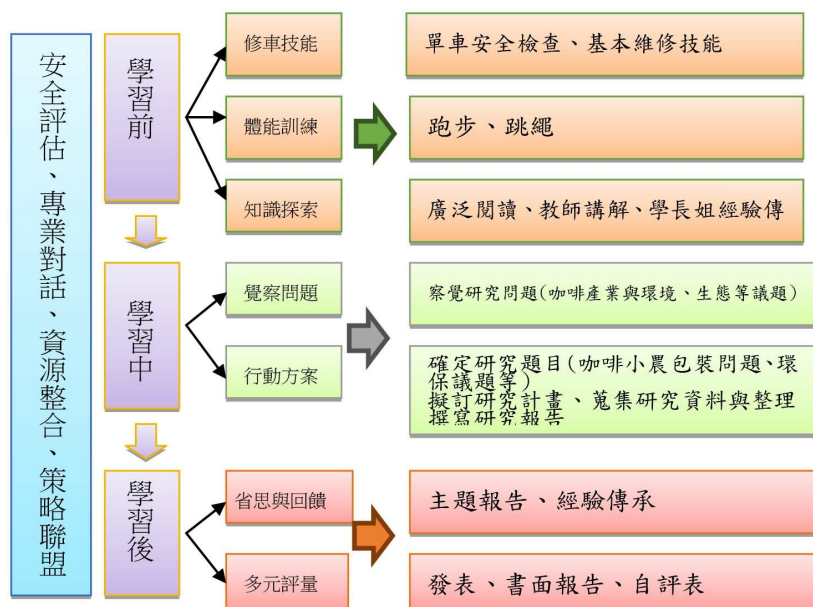 安全評估、專業對話、資源整合、策略聯盟
學習前
修車技能
單車安全檢查、基本維修技能
體能訓練
跑步、跳繩
知識探索
廣泛閱讀、教師講解、學長姐經驗傳
學習中
覺察問題
察覺研究問題(咖啡產業與環境、生態等議題)
行動方案
確定研究題目(咖啡小農包裝問題、環
保議題等)
擬訂研究計畫、蒐集研究資料與整理
撰寫研究報告
學習後
省思與回饋
主題報告、經驗傳承
多元評量
發表、書面報告、自評表